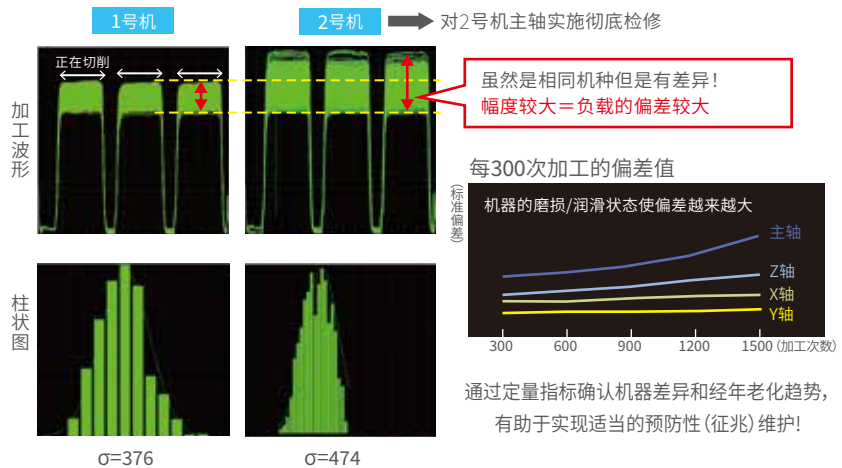 1号机
2号机
对2号机主轴实施彻底检修
加工波形
正在切削
虽然是相同机种但是有差异！
幅度较大＝负载的偏差较大
每300次加工的偏差值
(标准偏差)
机器的磨损/润滑状态使偏差越来越大
主轴
Z轴
X轴
Y轴
300 600 900 1200 1500 (加工次数)
柱状图
σ=376
σ=474
通过定量指标确认机器差异和经年老化趋势，
有助于实现适当的预防性(征兆)维护!